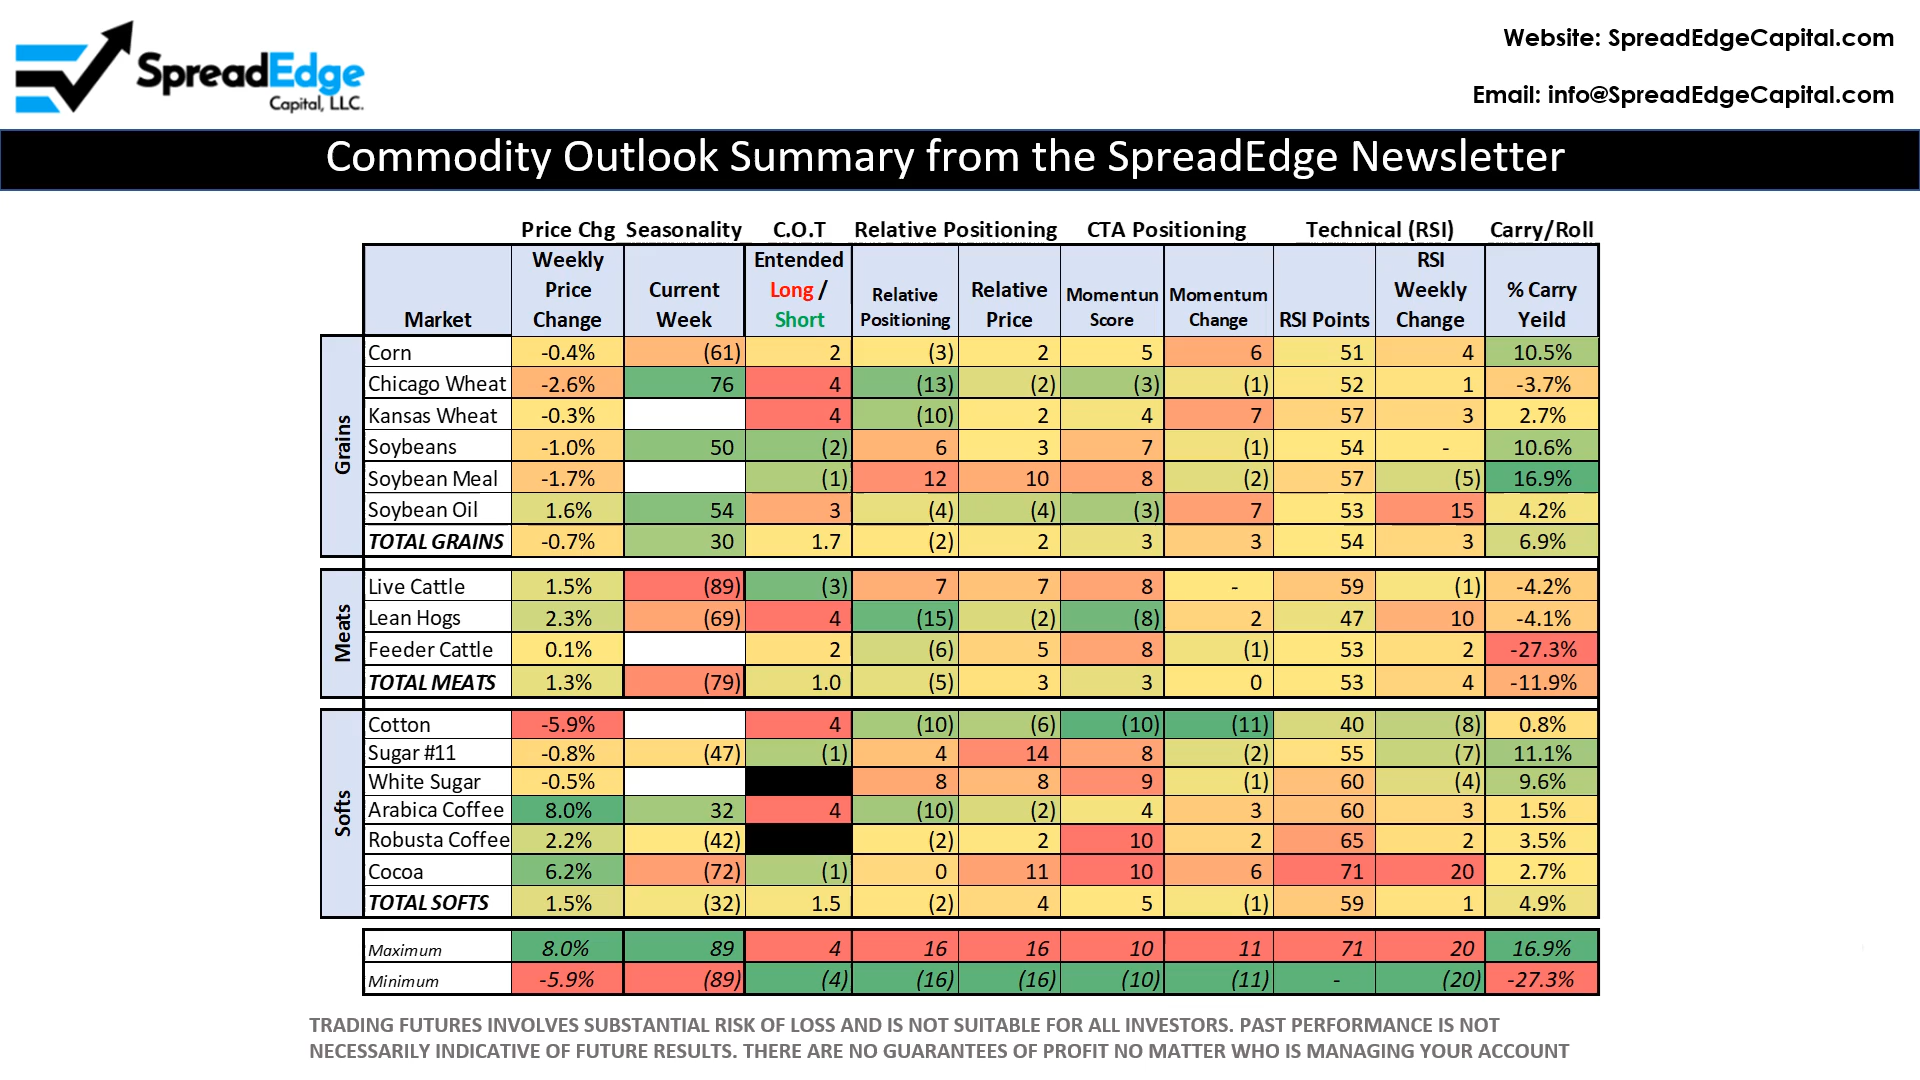 SpreadEdge
Capital, LLC.
Website: SpreadEdgeCapital.com
Email: info@SpreadEdgeCapital.com
Commodity Outlook Summary from the SpreadEdge Newsletter
Price Chg Seasonality C.O.T Relative Positioning CTA Positioning Technical (RSI) Carry/Roll
Market Weekly Price Change Current Week Entended Long / Short Relative Positioning Relative Price Momentun Score Momentum Change RSI Points RSI Weekly Change % Carry Yeild
Grains
Corn -0.4% (61) 2 (3) 2 5 6 51 4 10.5%
Chicago Wheat -2.6% 76 4 (13) (2) (3) (1) 52 1 -3.7%
Kansas Wheat -0.3% 4 (10) 2 4 7 57 3 2.7%
Soybeans -1.0% 50 (2) 6 3 7 (1) 54 - 10.6%
Soybean Meal -1.7% (1) 12 10 8 (2) 57 (5) 16.9%
Soybean Oil 1.6% 54 3 (4) (4) (3) 7 53 15 4.2%
TOTAL GRAINS -0.7% 30 1.7 (2) 2 3 3 54 3 6.9%
Meats
Live Cattle 1.5% (89) (3) 7 7 8 - 59 (1) -4.2%
Lean Hogs 2.3% (69) 4 (15) (2) (8) 2 47 10 -4.1%
Feeder Cattle 0.1% 2 (6) 5 8 (1) 53 2 -27.3%
TOTAL MEATS 1.3% (79) 1.0 (5) 3 3 0 53 4 -11.9%
Softs
Cotton -5.9% 4 (10) (6) (10) (11) 40 (8) 0.8%
Sugar #11 -0.8% (47) (1) 4 14 8 (2) 55 (7) 11.1%
White Sugar -0.5% 8 8 9 (1) 60 (4) 9.6%
Arabica Coffee 8.0% 32 4 (10) (2) 4 3 60 3 1.5%
Robusta Coffee 2.2% (42) (2) 2 10 2 65 2 3.5%
Cocoa 6.2% (72) (1) 0 11 10 6 71 20 2.7%
TOTAL SOFTS 1.5% (32) 1.5 (2) 4 5 (1) 59 1 4.9%
Maximum 8.0% 89 4 16 16 10 11 71 20 16.9%
Minimum -5.9% (89) (4) (16) (16) (10) (11) - (20) -27.3%
TRADING FUTURES INVOLVES SUBSTANTIAL RISK OF LOSS AND IS NOT SUITABLE FOR ALL INVESTORS. PAST PERFORMANCE IS NOT
NECESSARILY INDICATIVE OF FUTURE RESULTS. THERE ARE NO GUARANTEES OF PROFIT NO MATTER WHO IS MANAGING YOUR ACCOUNT